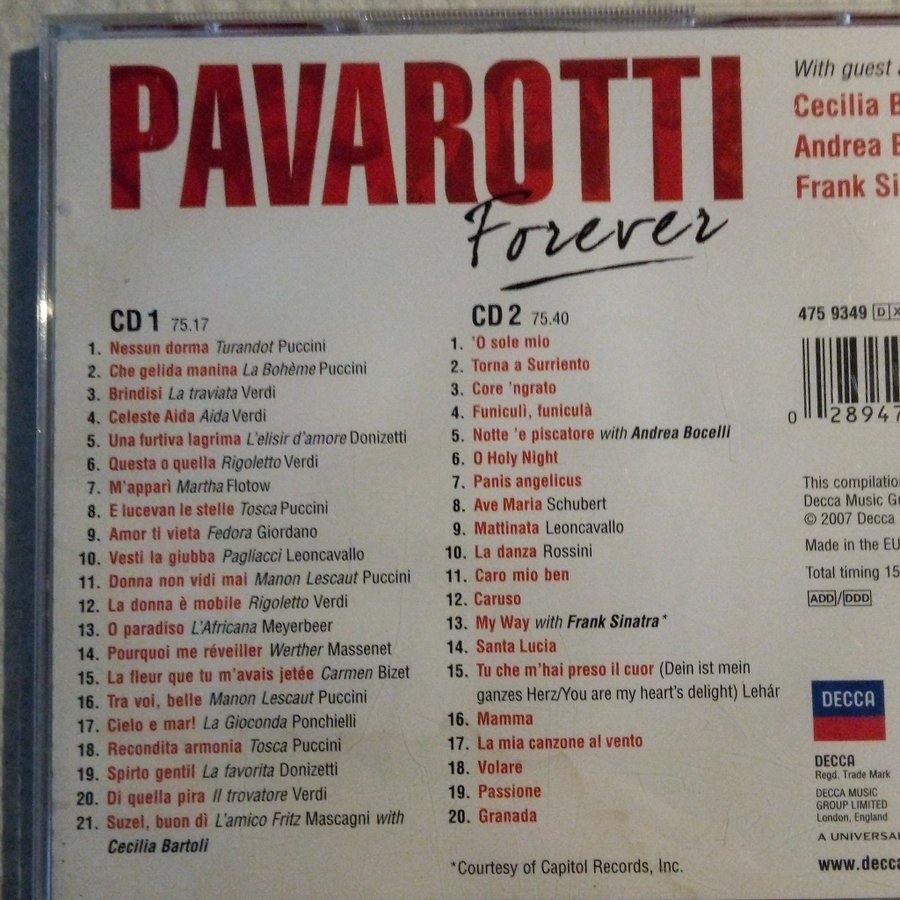 PAVAROTTI
Forever
With guest
Cecilia B
Andrea B
Frank Si
CD 1 75.17
1. Nessun dorma Turandot Puccini
2. Che gelida manina La Bohème Puccini
3. Brindisi La traviata Verdi
4. Celeste Aida Aida Verdi
5. Una furtiva lagrima L'elisir d'amore Donizetti
6. Questa o quella Rigoletto Verdi
7. M'apparì Martha Flotow
8. E lucevan le stelle Tosca Puccini
9. Amor ti vieta Fedora Giordano
10. Vesti la giubba Pagliacci Leoncavallo
11. Donna non vidi mai Manon Lescaut Puccini
12. La donna è mobile Rigoletto Verdi
13. O paradiso L'Africana Meyerbeer
14. Pourquoi me réveiller Werther Massenet
15. La fleur que tu m'avais jetée Carmen Bizet
16. Tra voi, belle Manon Lescaut Puccini
17. Cielo e mar! La Gioconda Ponchielli
18. Recondita armonia Tosca Puccini
19. Spirto gentil La favorita Donizetti
20. Di quella pira Il trovatore Verdi
21. Suzel, buon dì L'amico Fritz Mascagni with
Cecilia Bartoli
CD 2 75.40
1. 'O sole mio
2. Torna a Surriento
3. Core 'ngrato
4. Funiculì, funiculà
5. Notte 'e piscatore with Andrea Bocelli
6. O Holy Night
7. Panis angelicus
8. Ave Maria Schubert
9. Mattinata Leoncavallo
10. La danza Rossini
11. Caro mio ben
12. Caruso
13. My Way with Frank Sinatra*
14. Santa Lucia
15. Tu che m'hai preso il cuor (Dein ist mein
ganzes Herz/You are my heart's delight) Lehár
16. Mamma
17. La mia canzone al vento
18. Volare
19. Passione
20. Granada
*Courtesy of Capitol Records, Inc.
475 9349 D X
0 28947
This compilation
Decca Music Gr
© 2007 Decca
Made in the EU
Total timing 15
ADD/DDD
DECCA
DECCA
Regd. Trade Mark
DECCA MUSIC
GROUP LIMITED
London, England
A UNIVERSA
www.decca